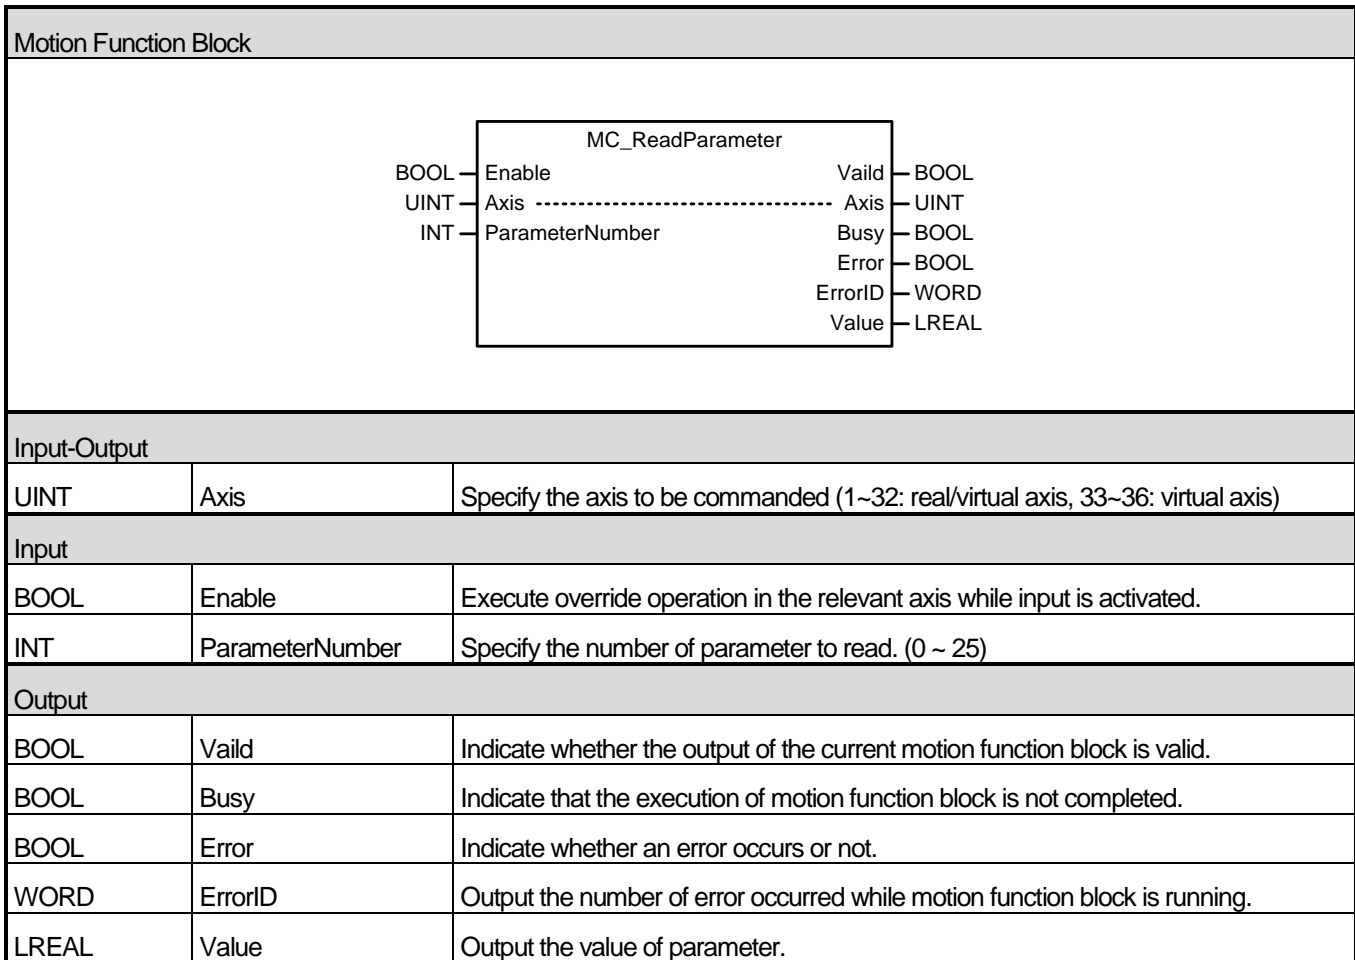 Motion Function Block
MC_ReadParameter
BOOL Enable Vaild BOOL
UINT Axis Axis UINT
INT ParameterNumber Busy BOOL
Error BOOL
ErrorID WORD
Value LREAL
Input-Output
UINT Axis Specify the axis to be commanded (1~32: real/virtual axis, 33~36: virtual axis)
Input
BOOL Enable Execute override operation in the relevant axis while input is activated.
INT ParameterNumber Specify the number of parameter to read. (0 ~ 25)
Output
BOOL Vaild Indicate whether the output of the current motion function block is valid.
BOOL Busy Indicate that the execution of motion function block is not completed.
BOOL Error Indicate whether an error occurs or not.
WORD ErrorID Output the number of error occurred while motion function block is running.
LREAL Value Output the value of parameter.